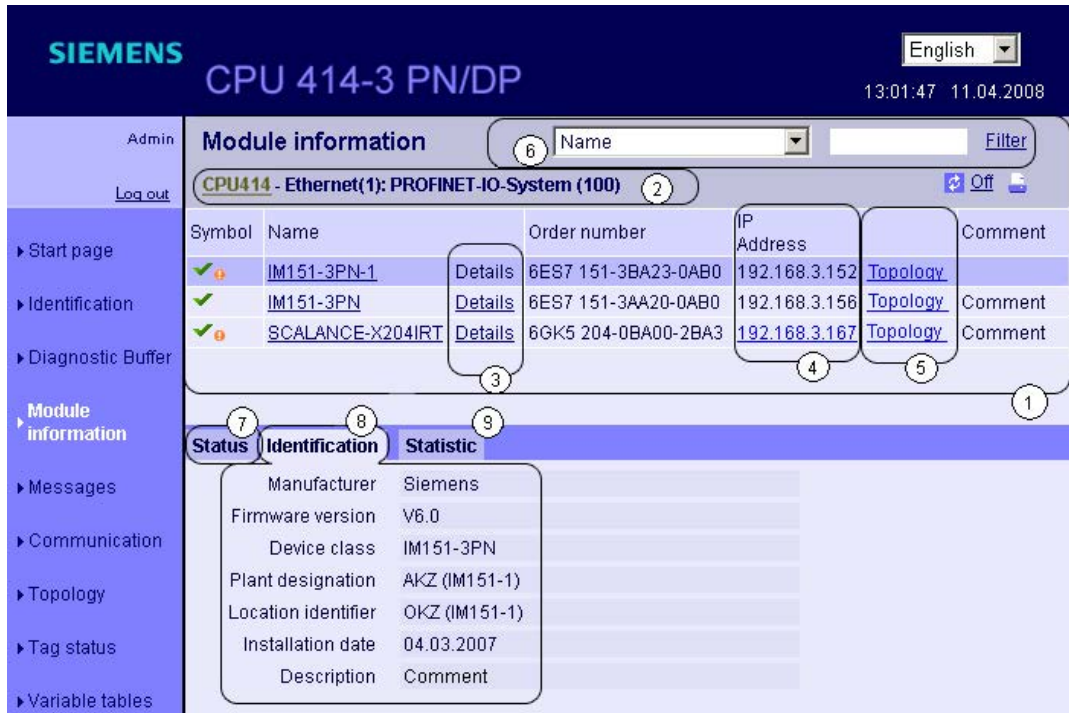 SIEMENS
CPU 414-3 PN/DP
English
13:01:47 11.04.2008
Admin
Log out
Start page
Identification
Diagnostic Buffer
Module information
Messages
Communication
Topology
Tag status
Variable tables
Module information
6 Name Filter
CPU414 - Ethernet(1): PROFINET-IO-System (100) 2 Off
Symbol Name Order number IP Address Comment
IM151-3PN-1 Details 6ES7 151-3BA23-0AB0 192.168.3.152 Topology
IM151-3PN Details 6ES7 151-3AA20-0AB0 192.168.3.156 Topology Comment
SCALANCE-X204IRT Details 6GK5 204-0BA00-2BA3 192.168.3.167 Topology Comment
3 4 5
1
7 8 9
Status Identification Statistic
Manufacturer Siemens
Firmware version V6.0
Device class IM151-3PN
Plant designation AKZ (IM151-1)
Location identifier OKZ (IM151-1)
Installation date 04.03.2007
Description Comment